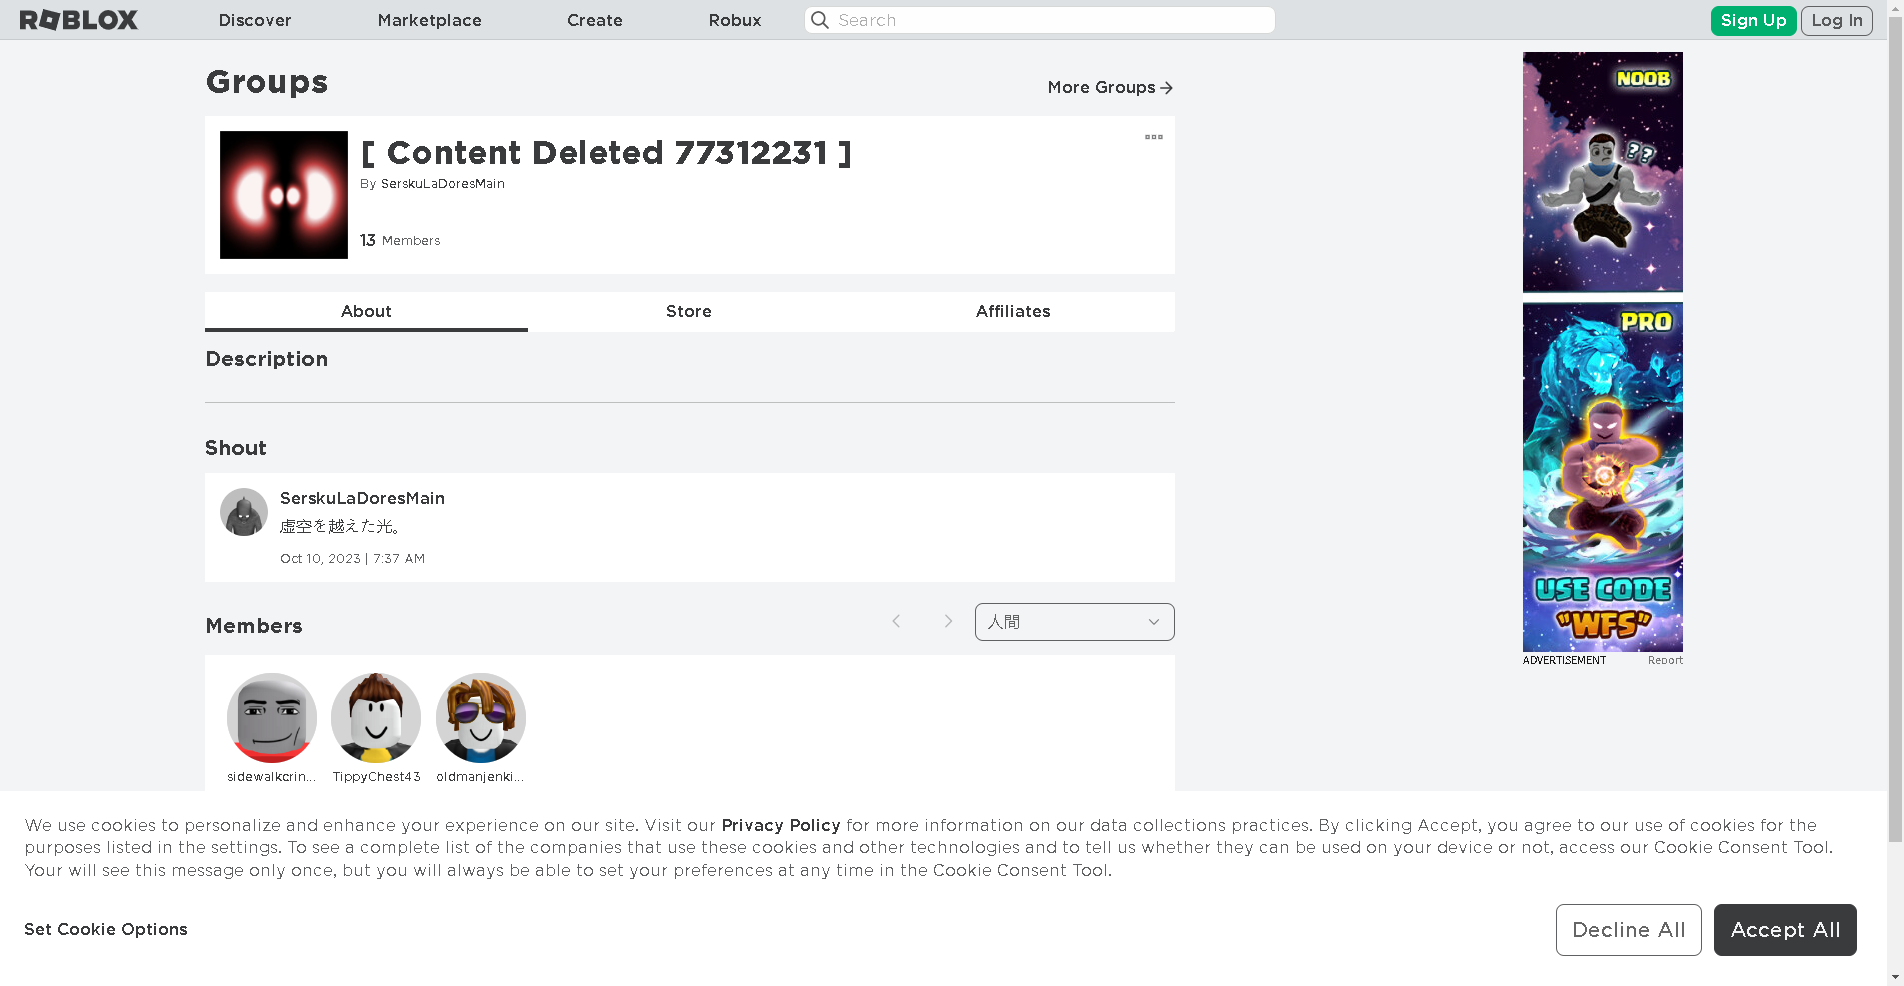 ROBLOX
Discover
Marketplace
Create
Robux
Search
Sign Up
Log In
Groups
More Groups
[ Content Deleted 77312231 ]
By SerskuLaDoresMain
13 Members
About
Store
Affiliates
Description
Shout
SerskuLaDoresMain
虚空を越えた光。
Oct 10, 2023 | 7:37 AM
Members
人間
sidewalkcrin...
TippyChest43
oldmanjenki...
NOOB
??
PRO
USE CODE
"WFS"
ADVERTISEMENT
Report
We use cookies to personalize and enhance your experience on our site. Visit our Privacy Policy for more information on our data collections practices. By clicking Accept, you agree to our use of cookies for the
purposes listed in the settings. To see a complete list of the companies that use these cookies and other technologies and to tell us whether they can be used on your device or not, access our Cookie Consent Tool.
Your will see this message only once, but you will always be able to set your preferences at any time in the Cookie Consent Tool.
Set Cookie Options
Decline All
Accept All